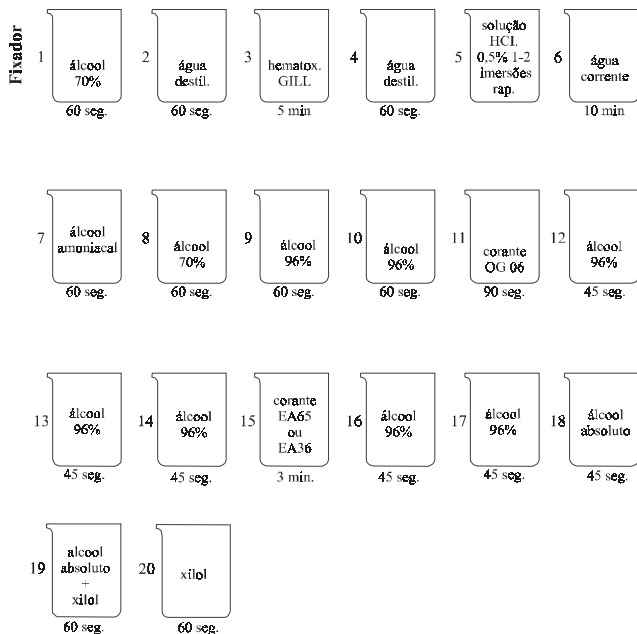 Fixador
1
álcool
70%
60 seg.
2
água
destil.
60 seg.
3
hematox.
GILL
5 min
4
água
destil.
60 seg.
5
solução
HCl.
0,5% 1-2
imersões
rap.
6
água
corrente
10 min
7
álcool
amoniacal
60 seg.
8
álcool
70%
60 seg.
9
álcool
96%
60 seg.
10
álcool
96%
60 seg.
11
corante
OG 06
90 seg.
12
álcool
96%
45 seg.
13
álcool
96%
45 seg.
14
álcool
96%
45 seg.
15
corante
EA65
ou
EA36
3 min.
16
álcool
96%
45 seg.
17
álcool
96%
45 seg.
18
álcool
absoluto
45 seg.
19
alcool
absoluto
+
xilol
60 seg.
20
xilol
60 seg.